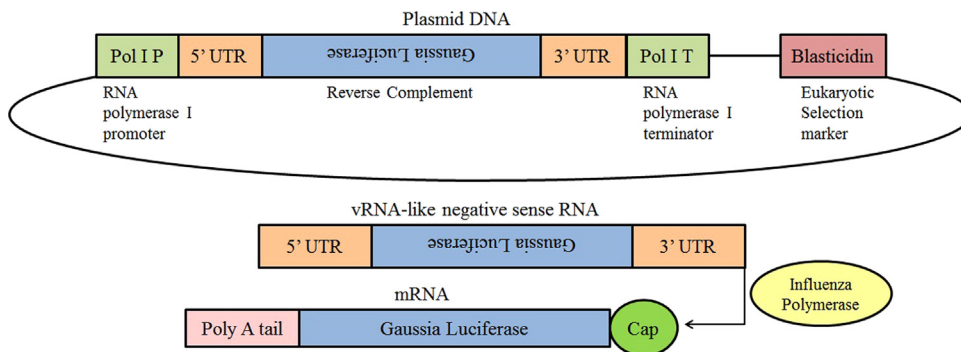 Plasmid DNA
Pol I P
5’ UTR
Gaussia Luciferase
3’ UTR
Pol I T
Blasticidin
RNA
polymerase I
promoter
Reverse Complement
RNA
polymerase I
terminator
Eukaryotic
Selection
marker
vRNA-like negative sense RNA
5’ UTR
Gaussia Luciferase
3’ UTR
Influenza
Polymerase
mRNA
Poly A tail
Gaussia Luciferase
Cap